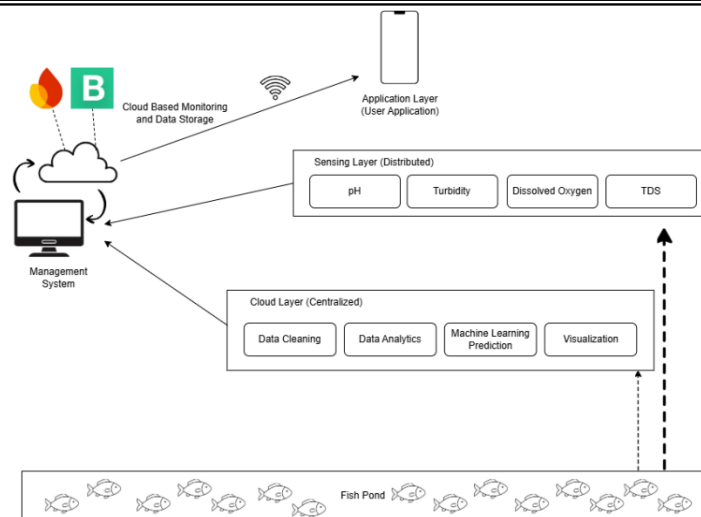 B
Cloud Based Monitoring
and Data Storage
Application Layer
(User Application)
Sensing Layer (Distributed)
pH
Turbidity
Dissolved Oxygen
TDS
Management
System
Cloud Layer (Centralized)
Data Cleaning
Data Analytics
Machine Learning
Prediction
Visualization
Fish Pond